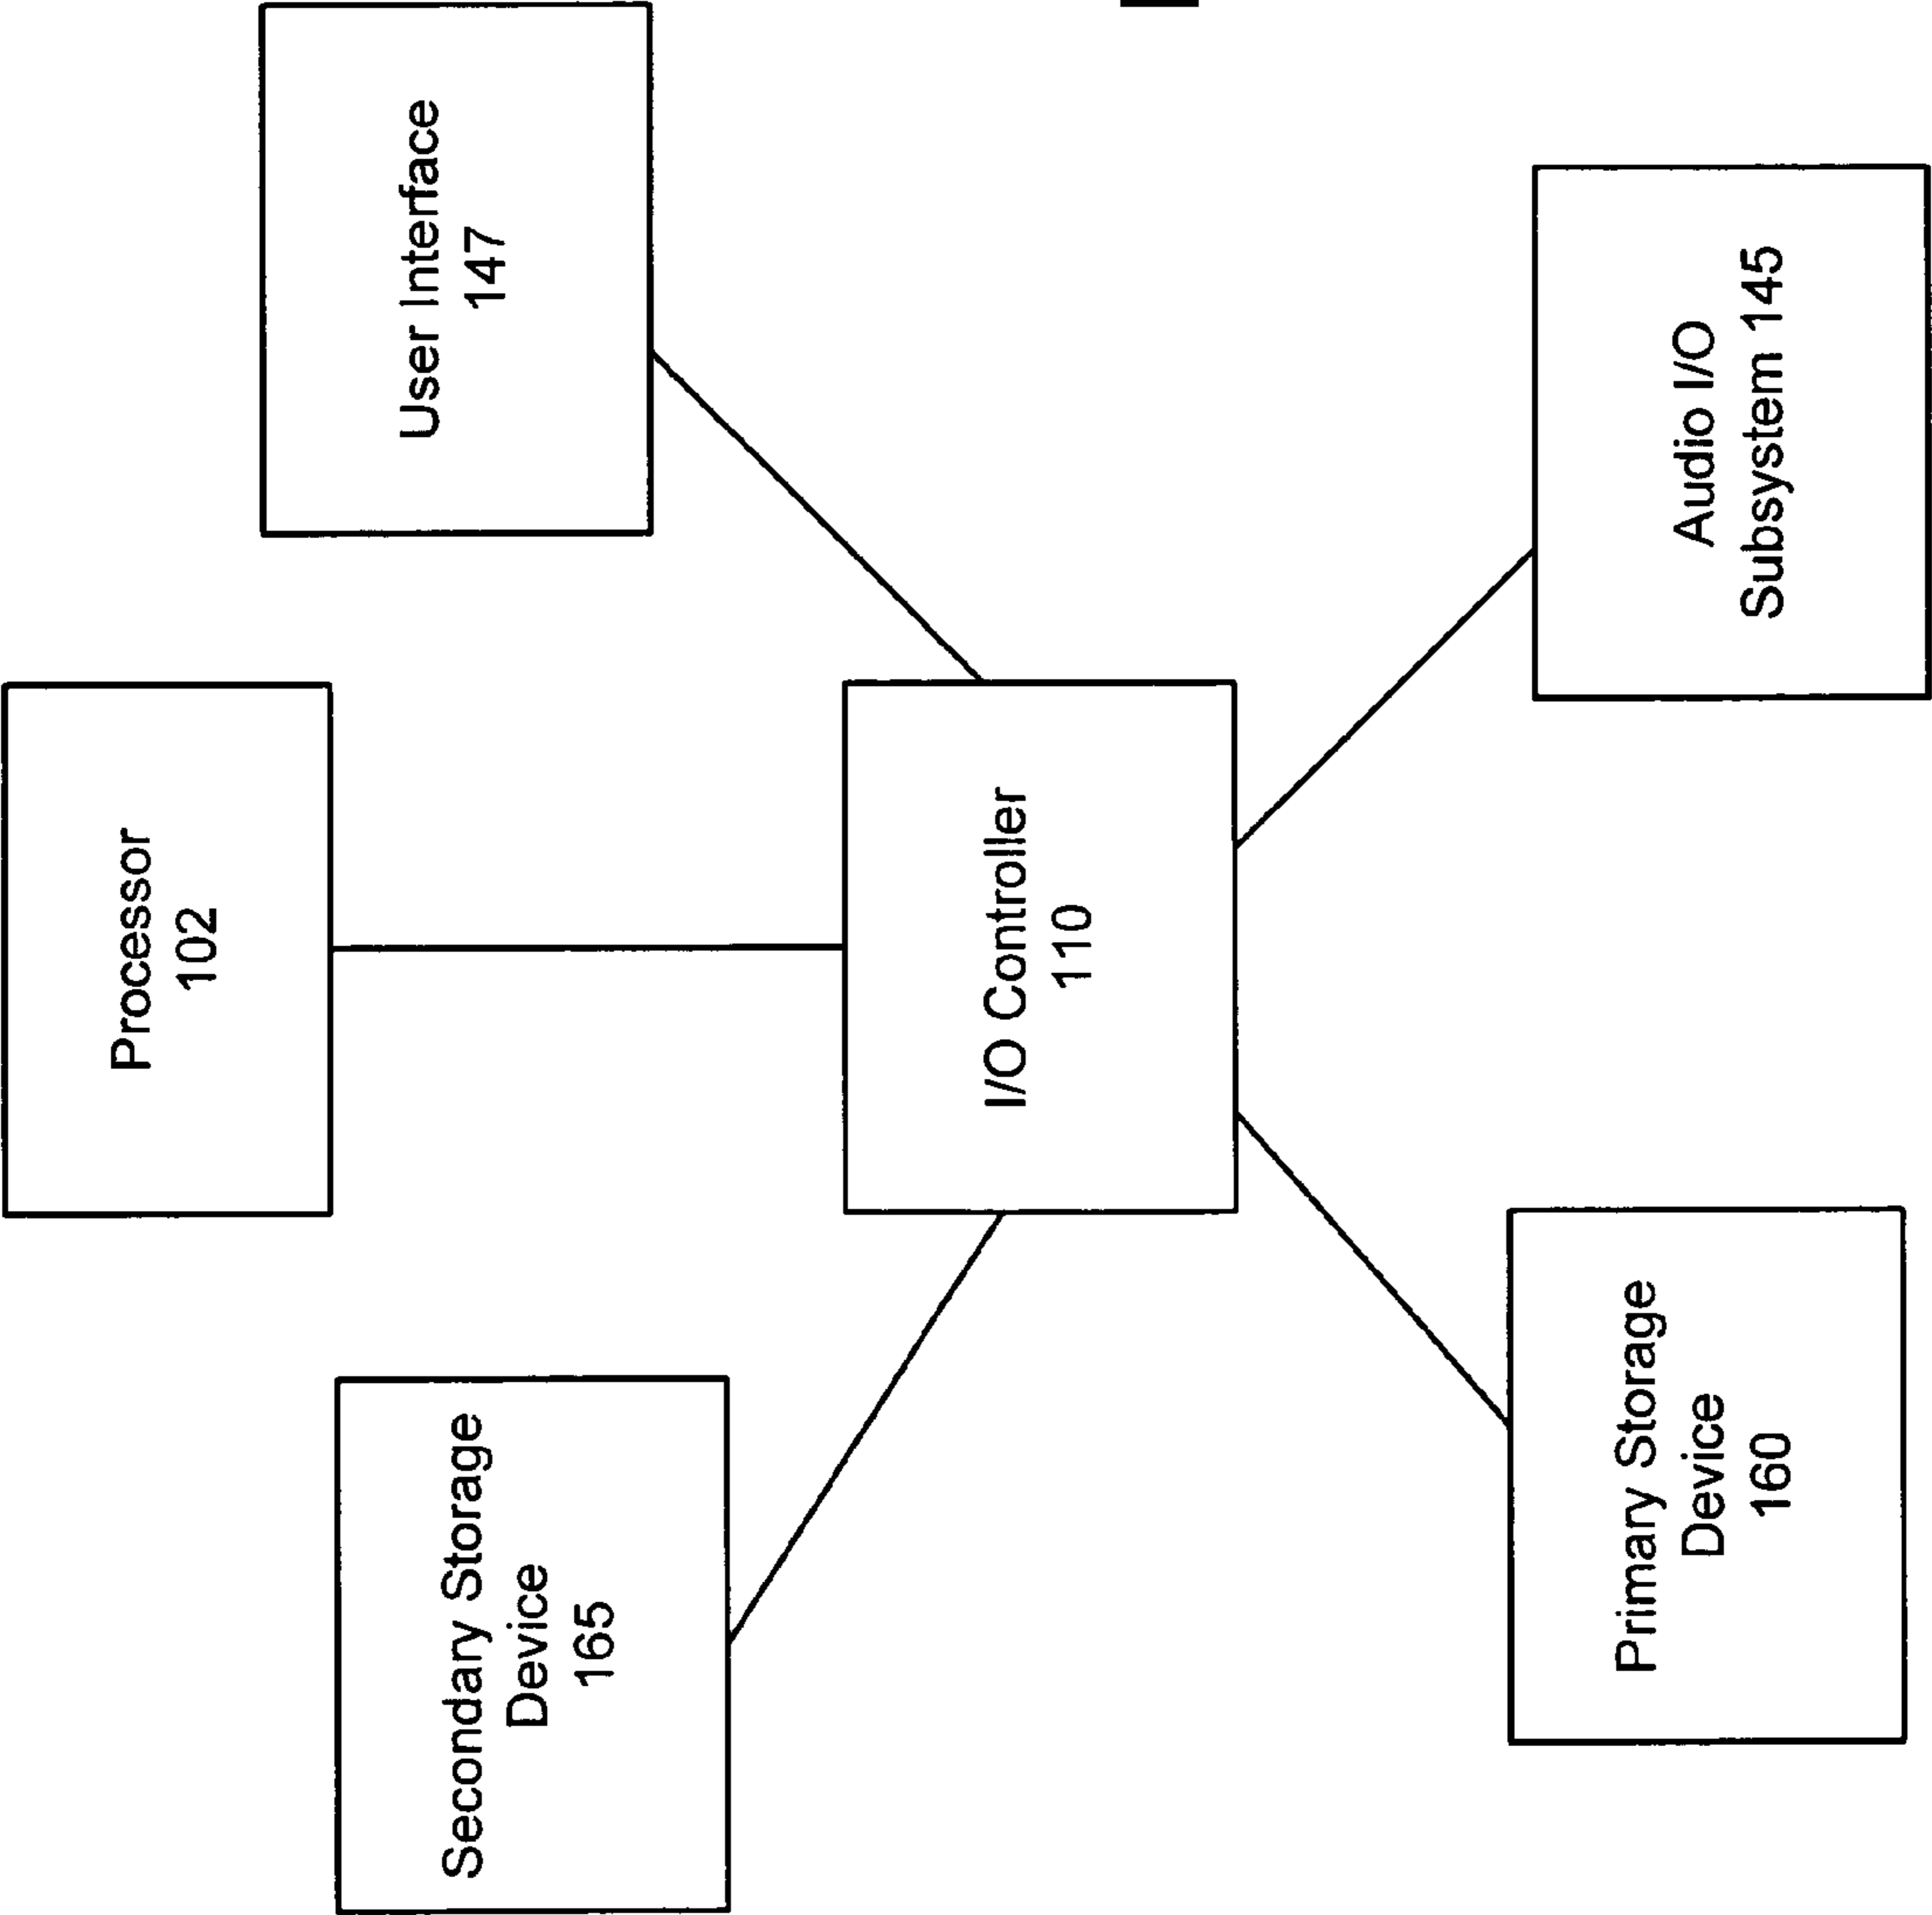 Processor
102
User Interface
147
Secondary Storage
Device
165
I/O Controller
110
Audio I/O
Subsystem 145
Primary Storage
Device
160